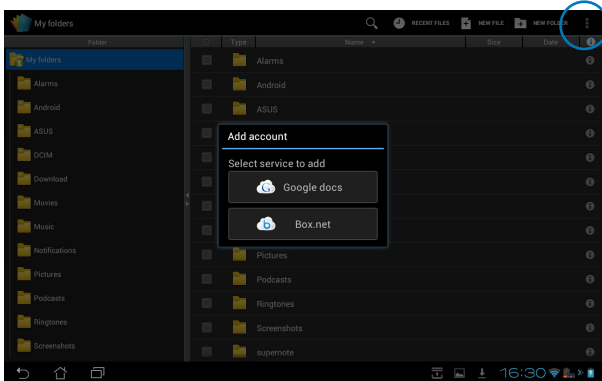 My folders
RECENT FILES
NEW FILE
NEW FOLDER
Folder
Type
Name
Size
Date
My folders
Alarms
Android
ASUS
DCIM
Download
Movies
Music
Notifications
Pictures
Podcasts
Ringtones
Screenshots
Alarms
Android
ASUS
Add account
Select service to add
Google docs
Box.net
Pictures
Podcasts
Ringtones
Screenshots
supernote
16:30